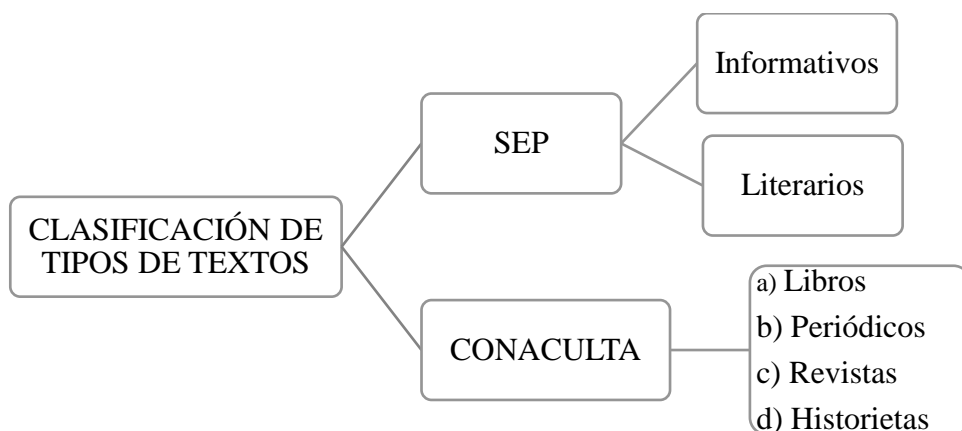 Informativos
SEP
Literarios
CLASIFICACIÓN DE
TIPOS DE TEXTOS
CONACULTA
a) Libros
b) Periódicos
c) Revistas
d) Historietas